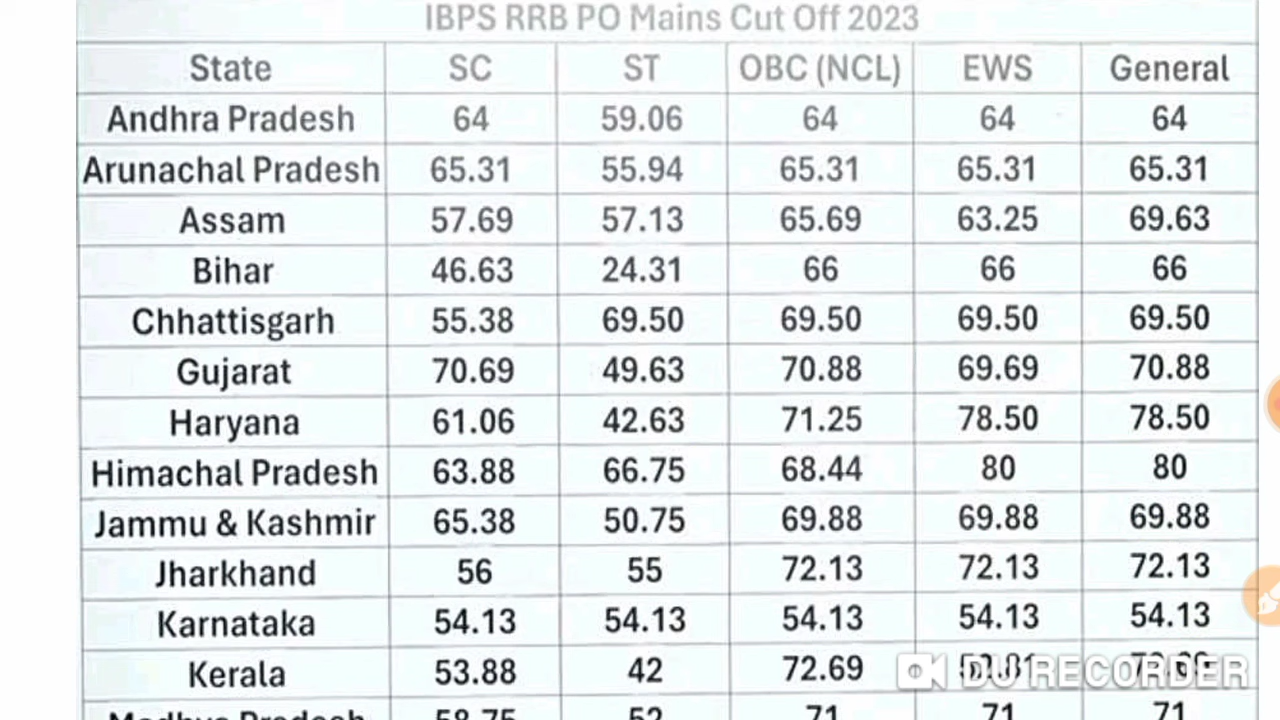 IBPS RRB PO Mains Cut Off 2023
State SC ST OBC (NCL) EWS General
Andhra Pradesh 64 59.06 64 64 64
Arunachal Pradesh 65.31 55.94 65.31 65.31 65.31
Assam 57.69 57.13 65.69 63.25 69.63
Bihar 46.63 24.31 66 66 66
Chhattisgarh 55.38 69.50 69.50 69.50 69.50
Gujarat 70.69 49.63 70.88 69.69 70.88
Haryana 61.06 42.63 71.25 78.50 78.50
Himachal Pradesh 63.88 66.75 68.44 80 80
Jammu & Kashmir 65.38 50.75 69.88 69.88 69.88
Jharkhand 56 55 72.13 72.13 72.13
Karnataka 54.13 54.13 54.13 54.13 54.13
Kerala 53.88 42 72.69
DU RECORDER
Madhya Pradesh 58.75 52 71 71 71